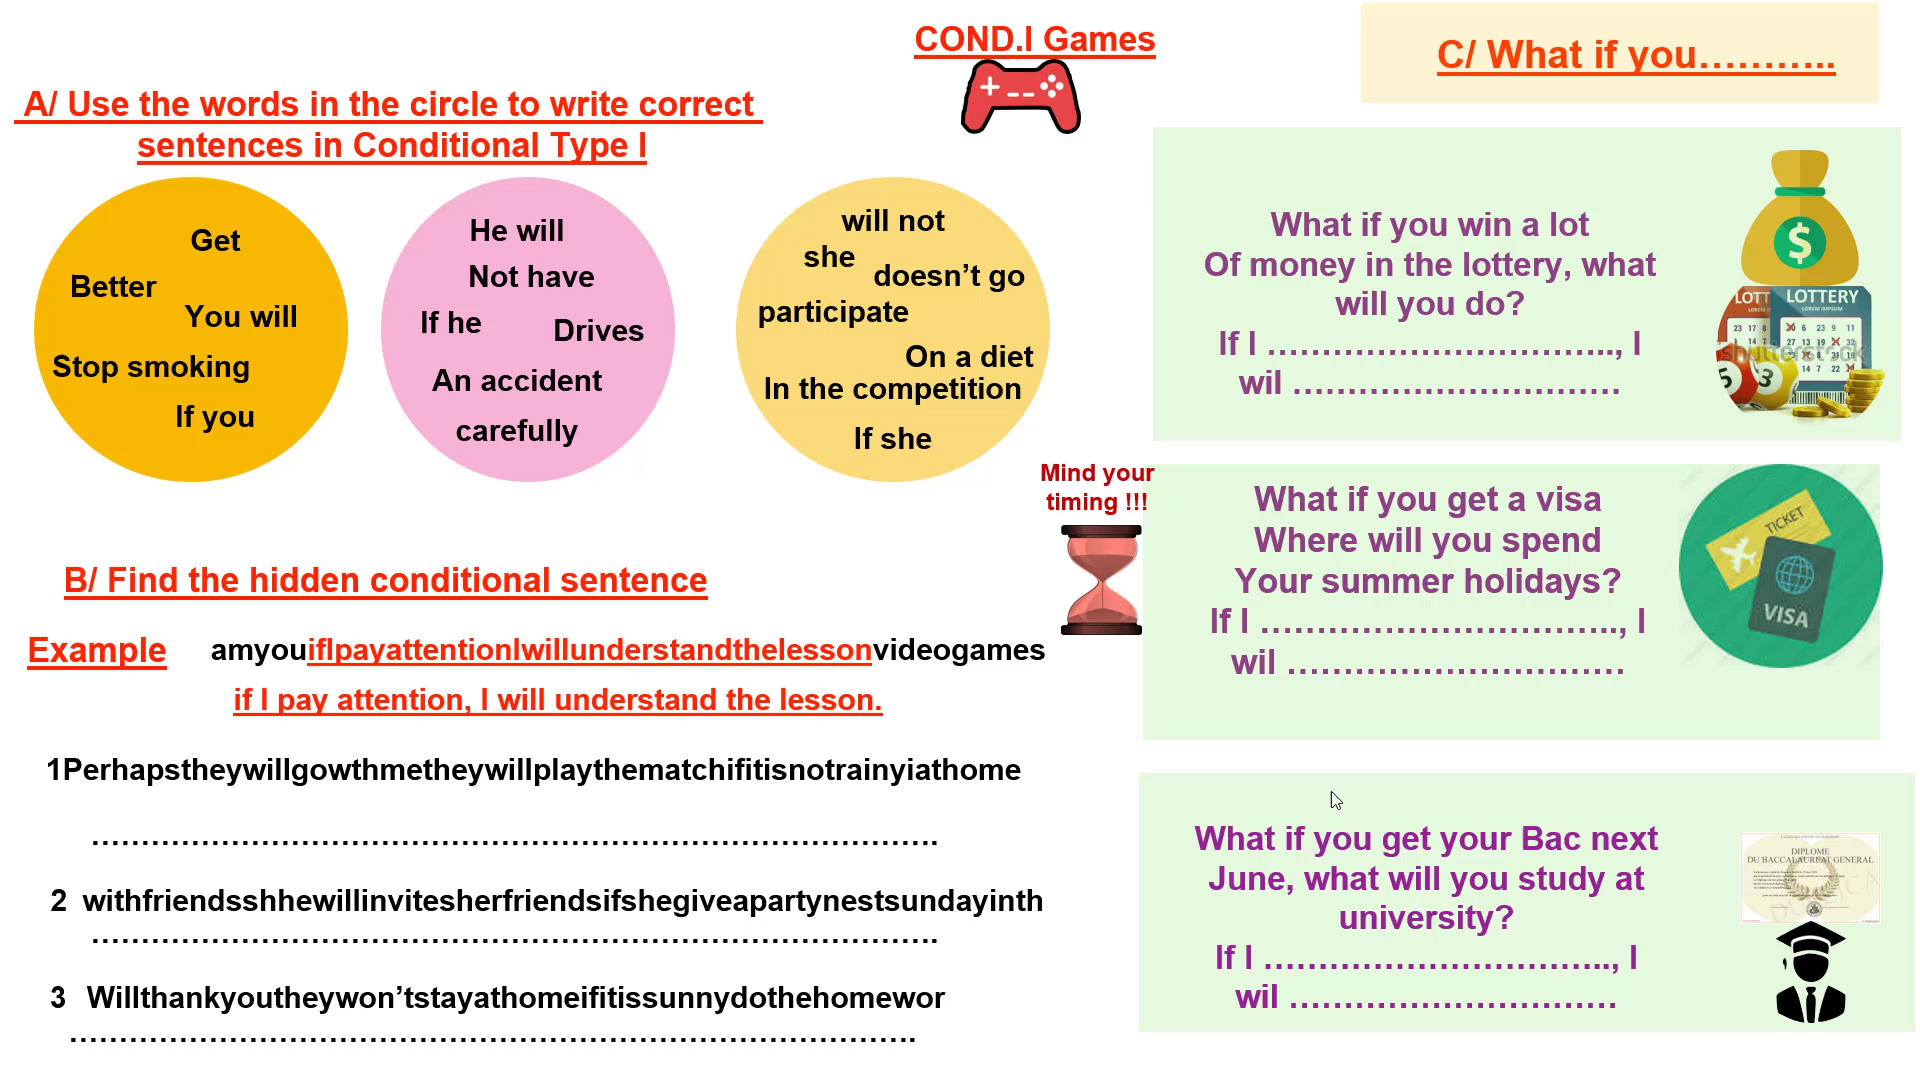 COND.I Games
A/ Use the words in the circle to write correct
sentences in Conditional Type I
Get
Better
You will
Stop smoking
If you
He will
Not have
If he
Drives
An accident
carefully
will not
she
doesn’t go
participate
On a diet
In the competition
If she
Mind your
timing !!!
B/ Find the hidden conditional sentence
Example
amyouifIpayattentionIwillunderstandthelessonvideogames
if I pay attention, I will understand the lesson.
1Perhapstheywillgowthmetheywillplaythematchifitisnotrainyiathome
……………………………………………………………………………….
2 withfriendsshhewillinvitesherfriendsifshegiveapartynestsundayinth
……………………………………………………………………………….
3 Willthankyoutheywon’tstayathomeifitissunnydothehomewor
……………………………………………………………………………….
C/ What if you………..
What if you win a lot
Of money in the lottery, what
will you do?
If I ………………………….., I
wil …………………………
LOTTERY
What if you get a visa
Where will you spend
Your summer holidays?
If I ………………………….., I
wil …………………………
TICKET
VISA
What if you get your Bac next
June, what will you study at
university?
If I ………………………….., I
wil …………………………
DIPLOME
DU BACCALAUREAT GENERAL